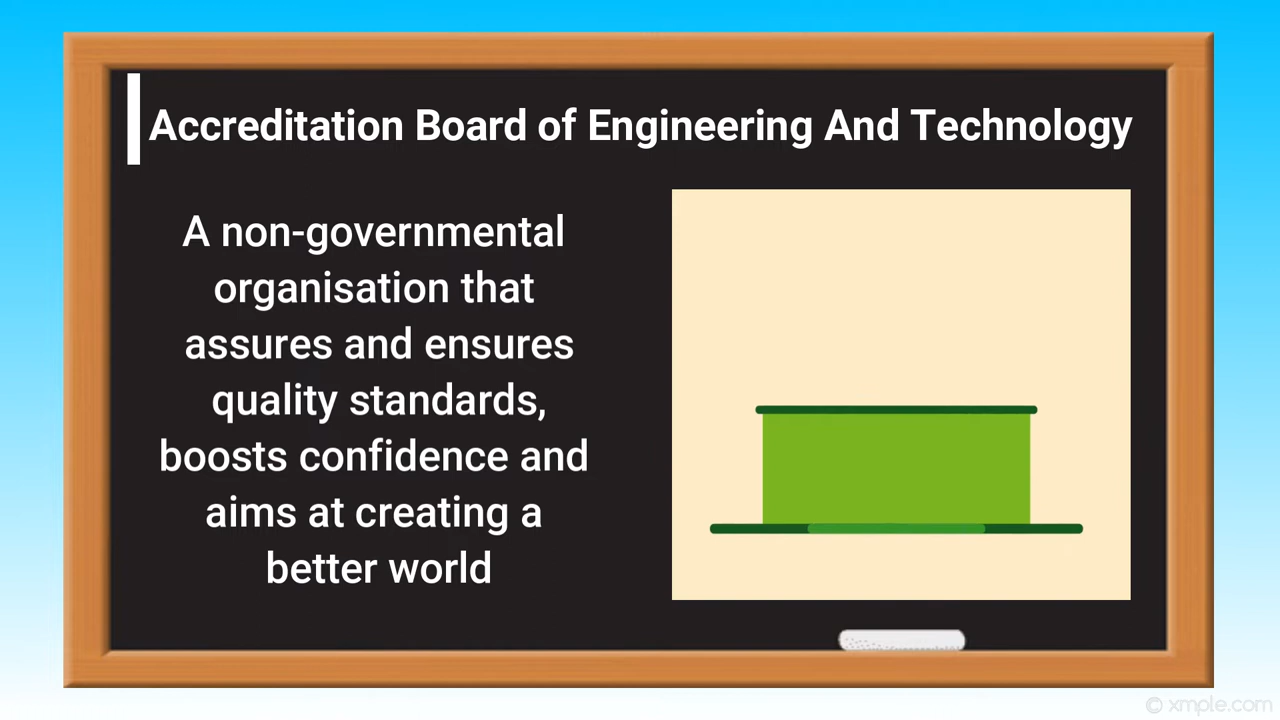 Accreditation Board of Engineering And Technology
A non-governmental
organisation that
assures and ensures
quality standards,
boosts confidence and
aims at creating a
better world
© xmple.com